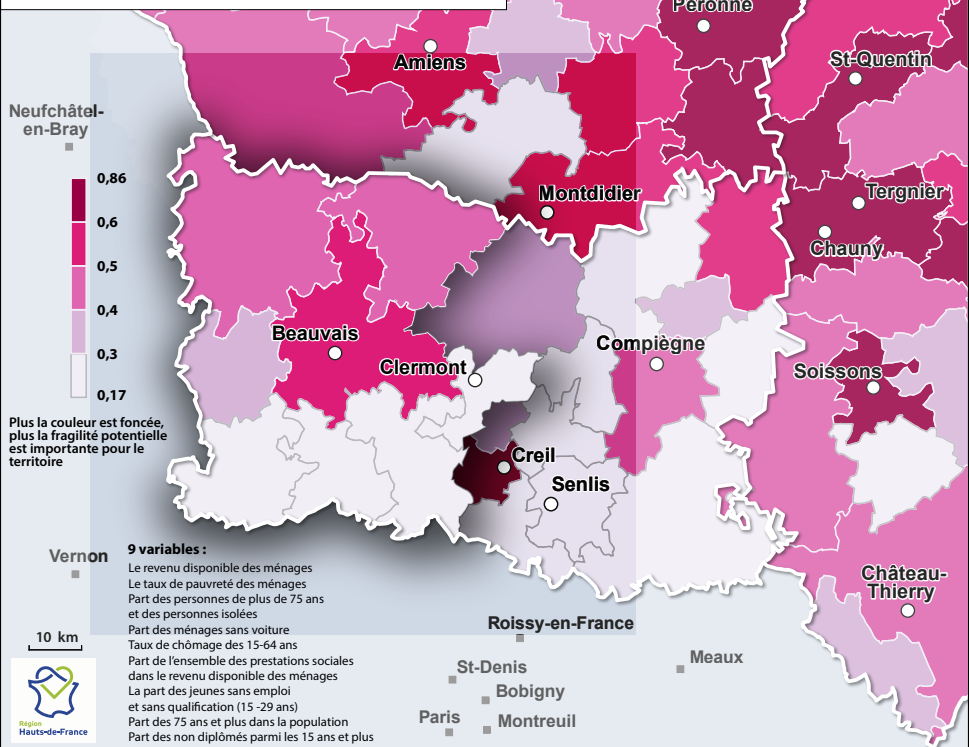 Péronne
Amiens
St-Quentin
Neufchâtel-
en-Bray
0,86
0,6
0,5
0,4
0,3
0,17
Montdidier
Tergnier
Chauny
Beauvais
Compiègne
Clermont
Soissons
Plus la couleur est foncée,
plus la fragilité potentielle
est importante pour le
territoire
Creil
Senlis
Vernon
9 variables :
Le revenu disponible des ménages
Le taux de pauvreté des ménages
Part des personnes de plus de 75 ans
et des personnes isolées
Part des ménages sans voiture
Taux de chômage des 15-64 ans
Part de l'ensemble des prestations sociales
dans le revenu disponible des ménages
La part des jeunes sans emploi
et sans qualification (15 -29 ans)
Part des 75 ans et plus dans la population
Part des non diplômés parmi les 15 ans et plus
Château-
Thierry
10 km
Roissy-en-France
St-Denis
Meaux
Bobigny
Paris
Montreuil
Région
Hauts-de-France